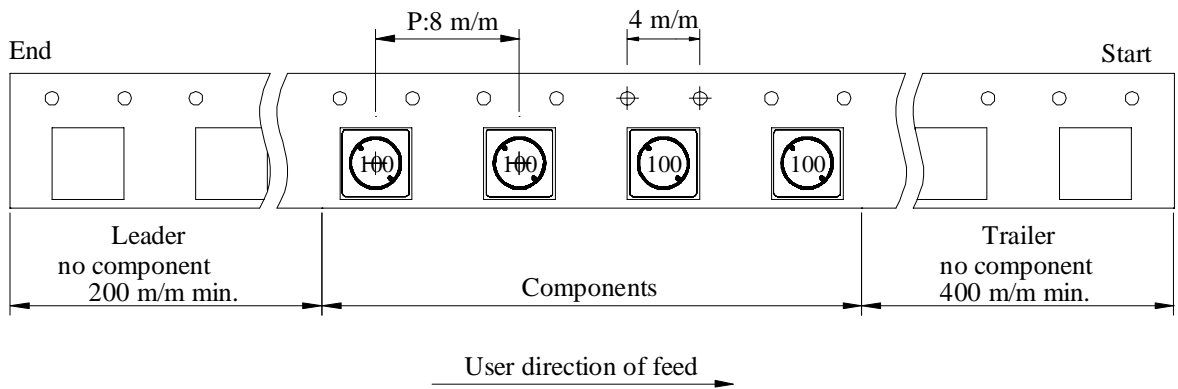 P:8 m/m
4 m/m
End
Start
100
100
100
100
Leader
no component
200 m/m min.
Components
Trailer
no component
400 m/m min.
User direction of feed